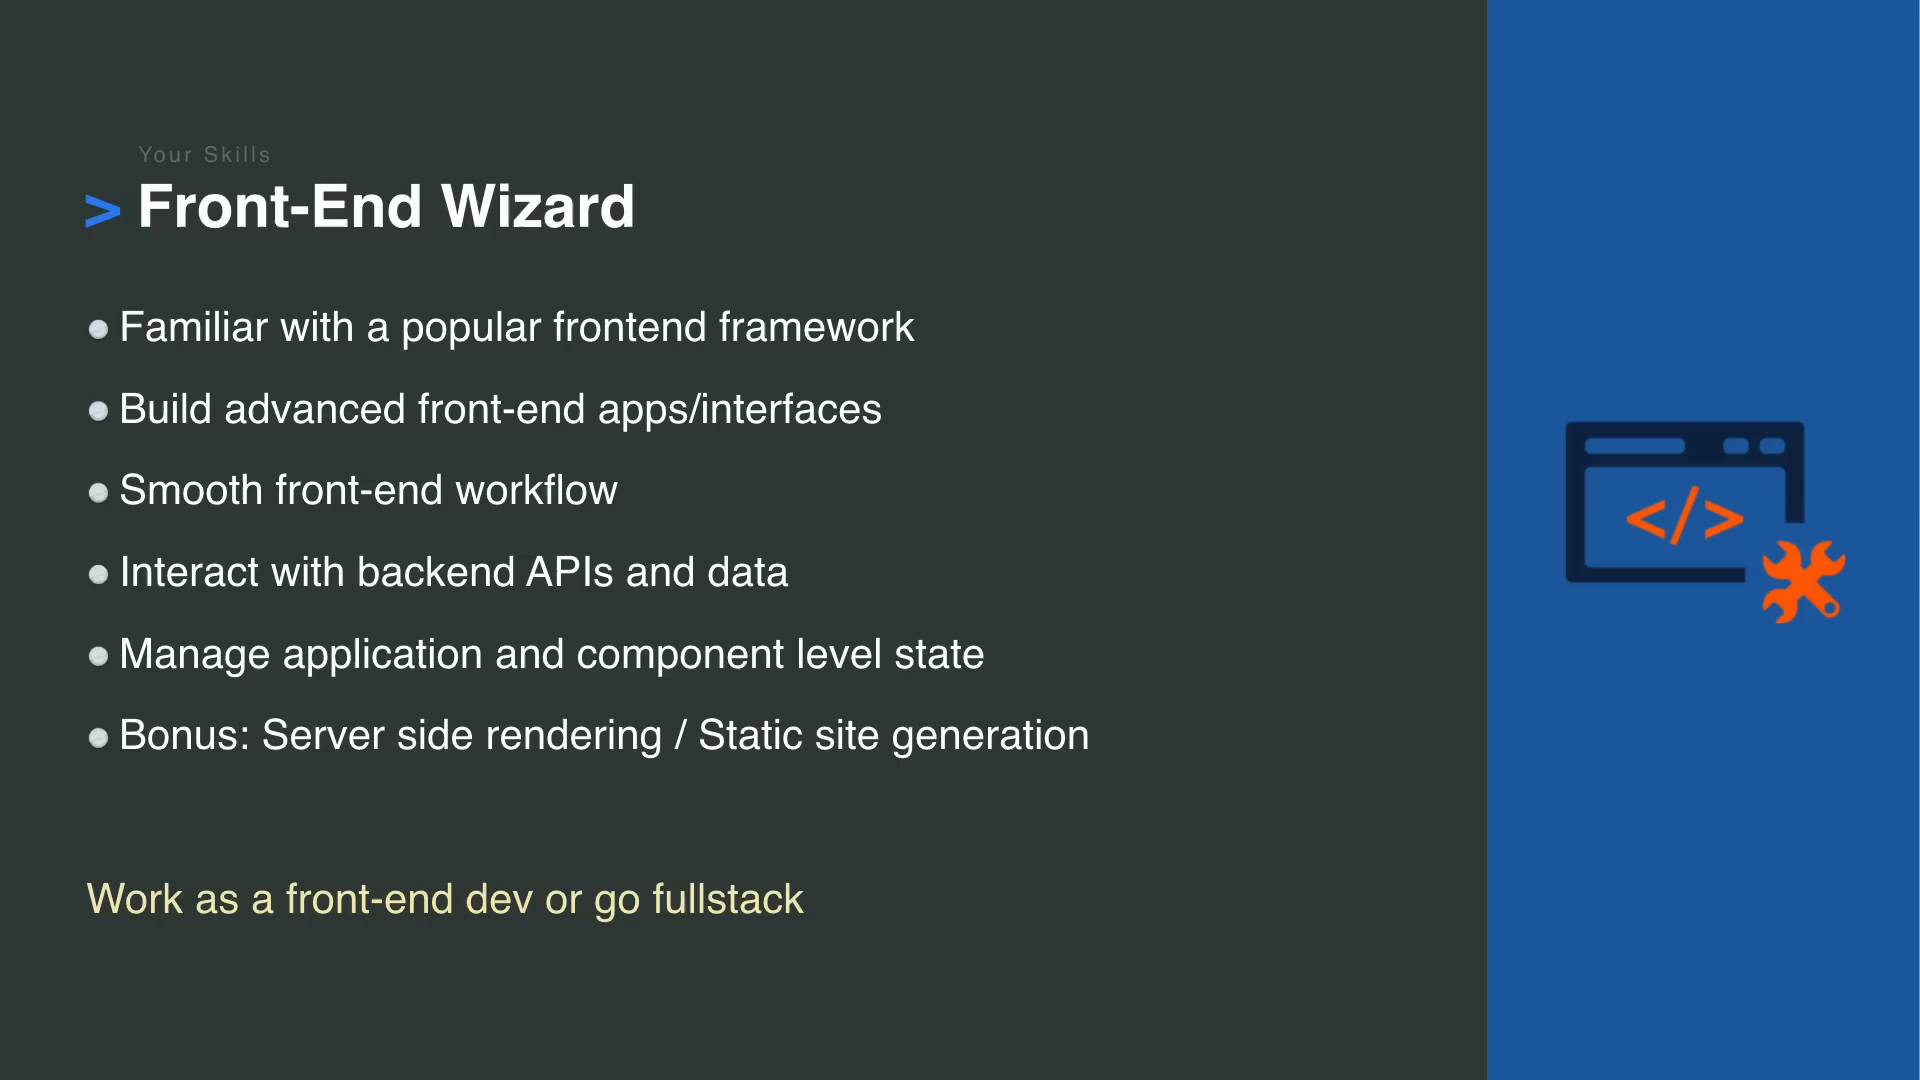 Your Skills
> Front-End Wizard
Familiar with a popular frontend framework
Build advanced front-end apps/interfaces
Smooth front-end workflow
Interact with backend APIs and data
Manage application and component level state
Bonus: Server side rendering / Static site generation
Work as a front-end dev or go fullstack
</>